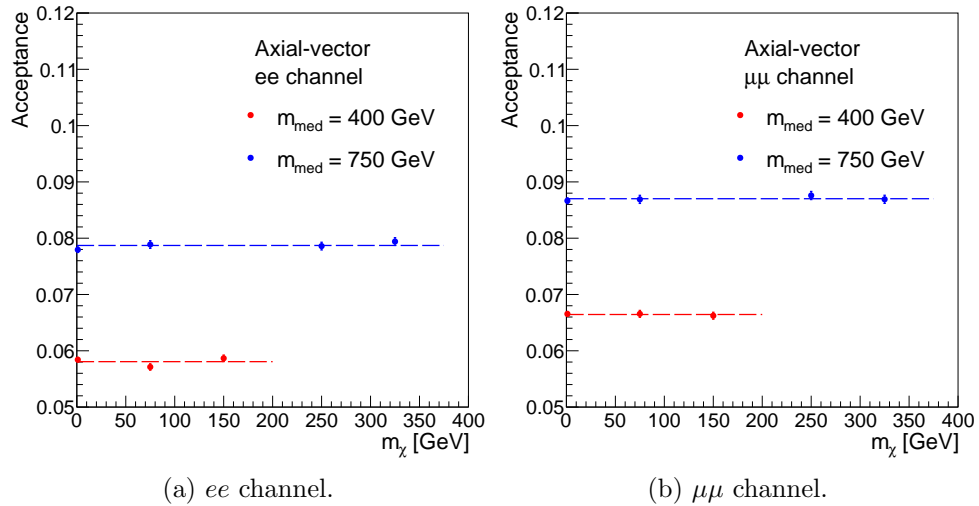 Acceptance
0.12
0.11
0.1
0.09
0.08
0.07
0.06
0.05
Axial-vector
ee channel
m_med = 400 GeV
m_med = 750 GeV
0 50 100 150 200 250 300 350 400
m_χ [GeV]
(a) ee channel.
Acceptance
0.12
0.11
0.1
0.09
0.08
0.07
0.06
0.05
Axial-vector
μμ channel
m_med = 400 GeV
m_med = 750 GeV
0 50 100 150 200 250 300 350 400
m_χ [GeV]
(b) μμ channel.